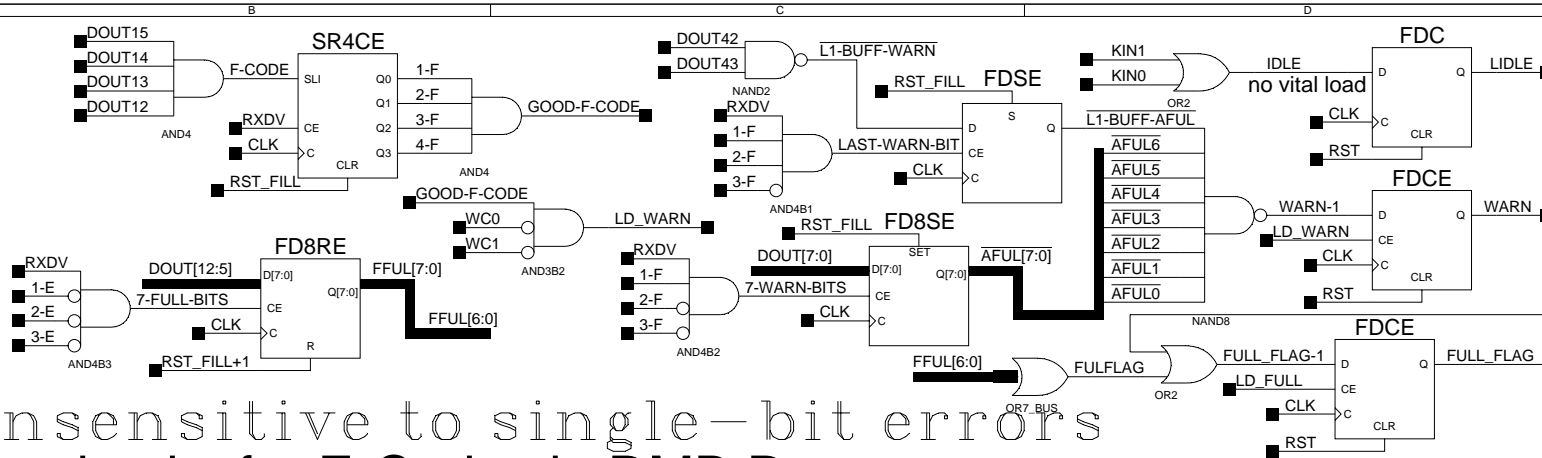 B C D
DOUT15
DOUT14
DOUT13
DOUT12
AND4
F-CODE
SR4CE
SLI
CE
C
CLR
Q0
Q1
Q2
Q3
RXDV
CLK
RST_FILL
1-F
2-F
3-F
4-F
AND4
GOOD-F-CODE
DOUT42
DOUT43
NAND2
L1-BUFF-WARN
RST_FILL
FDSE
S
D
CE
C
Q
RXDV
1-F
2-F
3-F
AND4B1
LAST-WARN-BIT
CLK
L1-BUFF-AFUL
AFUL6
AFUL5
AFUL4
AFUL3
AFUL2
AFUL1
AFUL0
NAND8
KIN1
KIN0
OR2
IDLE
no vital load
FDC
D
C
CLR
Q
CLK
RST
LIDLE
GOOD-F-CODE
WC0
WC1
AND3B2
LD_WARN
FDCE
WARN-1
LD_WARN
CLK
RST
D
CE
C
CLR
Q
WARN
RXDV
1-E
2-E
3-E
AND4B3
7-FULL-BITS
DOUT[12:5]
CLK
RST_FILL+1
FD8RE
D[7:0]
CE
C
R
Q[7:0]
FFUL[7:0]
FFUL[6:0]
RXDV
1-F
2-F
3-F
AND4B2
7-WARN-BITS
RST_FILL
DOUT[7:0]
CLK
FD8SE
SET
D[7:0]
CE
C
Q[7:0]
AFUL[7:0]
FFUL[6:0]
OR7_BUS
FULFLAG
OR2
FULL_FLAG-1
LD_FULL
CLK
RST
FDCE
D
CE
C
CLR
Q
FULL_FLAG
nsensitive to single-bit errors